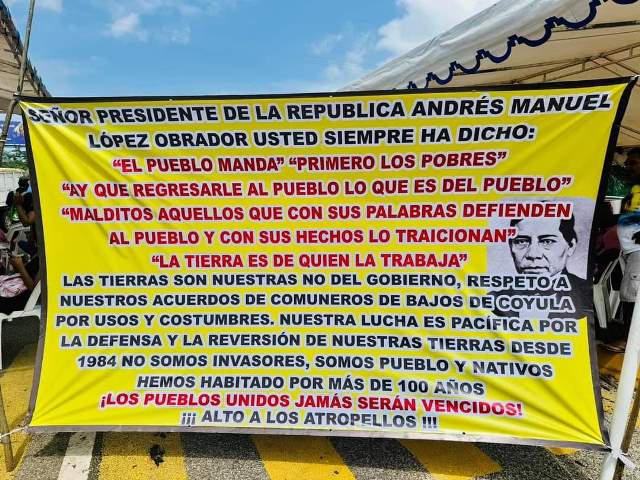 SEÑOR PRESIDENTE DE LA REPUBLICA ANDRÉS MANUEL
LÓPEZ OBRADOR USTED SIEMPRE HA DICHO:
“EL PUEBLO MANDA” “PRIMERO LOS POBRES”
“AY QUE REGRESARLE AL PUEBLO LO QUE ES DEL PUEBLO”
“MALDITOS AQUELLOS QUE CON SUS PALABRAS DEFIENDEN
AL PUEBLO Y CON SUS HECHOS LO TRAICIONAN”
“LA TIERRA ES DE QUIEN LA TRABAJA”
LAS TIERRAS SON NUESTRAS NO DEL GOBIERNO, RESPETO A
NUESTROS ACUERDOS DE COMUNEROS DE BAJOS DE COYULA
POR USOS Y COSTUMBRES. NUESTRA LUCHA ES PACÍFICA POR
LA DEFENSA Y LA REVERSIÓN DE NUESTRAS TIERRAS DESDE
1984 NO SOMOS INVASORES, SOMOS PUEBLO Y NATIVOS
HEMOS HABITADO POR MÁS DE 100 AÑOS
¡LOS PUEBLOS UNIDOS JAMÁS SERÁN VENCIDOS!
¡¡¡ ALTO A LOS ATROPELLOS !!!